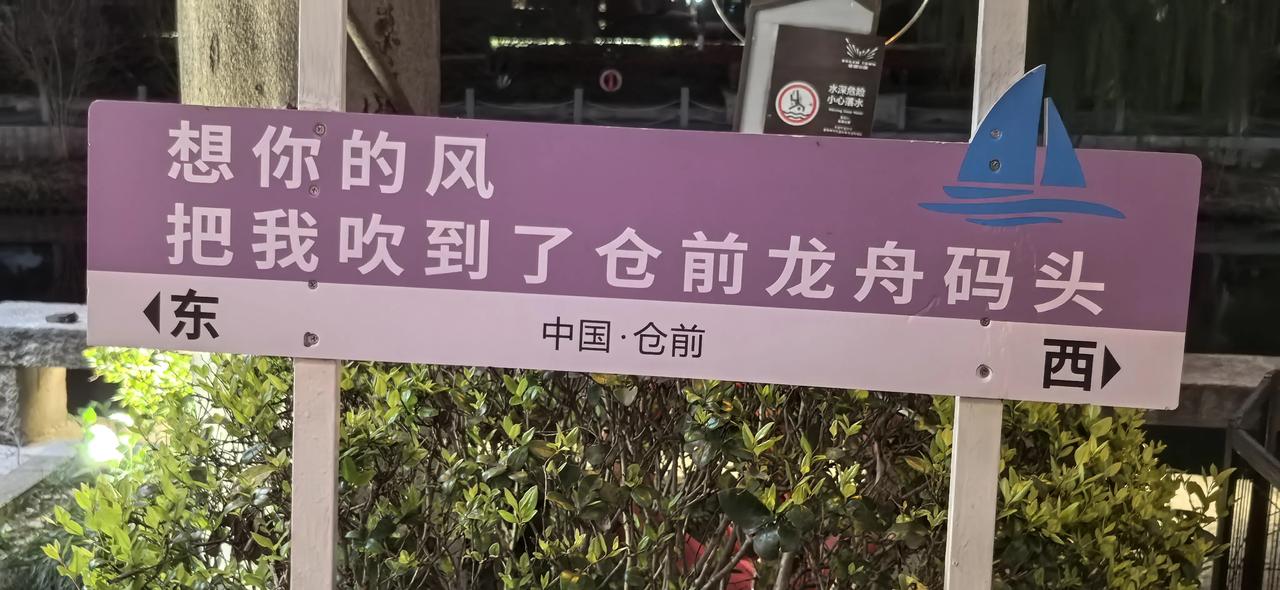 水深危险
小心落水
想你的风
把我吹到了仓前龙舟码头
东
中国·仓前
西